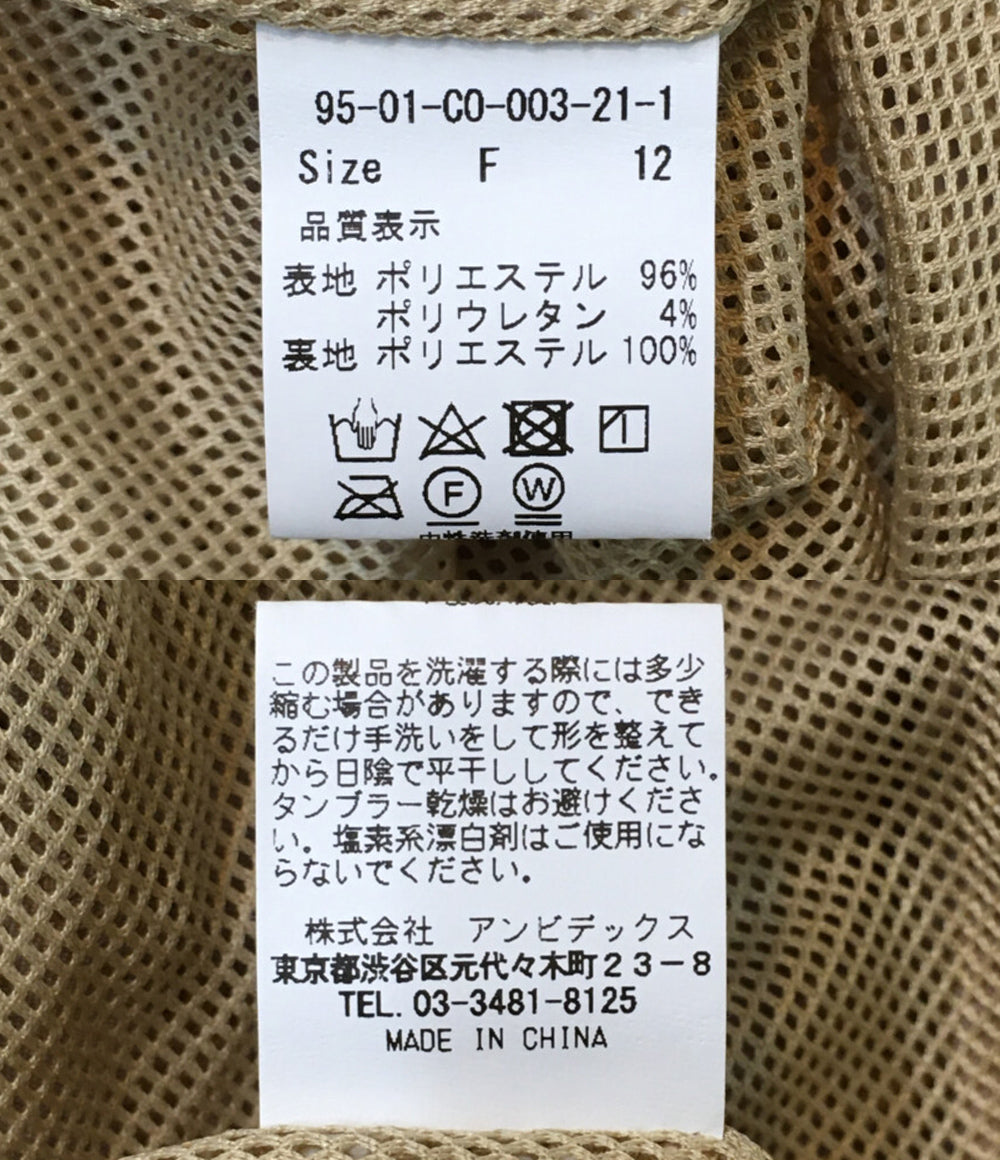 95-01-CO-003-21-1
Size F 12
品質表示
表地 ポリエステル 96%
ポリウレタン 4%
裏地 ポリエステル 100%
F W
中性洗剤使用
この製品を洗濯する際には多少
縮む場合がありますので、でき
るだけ手洗いをして形を整えて
から日陰で平干ししてください。
タンブラー乾燥はお避けくださ
い。塩素系漂白剤はご使用にな
らないでください。
株式会社 アンビデックス
東京都渋谷区元代々木町23-8
TEL. 03-3481-8125
MADE IN CHINA